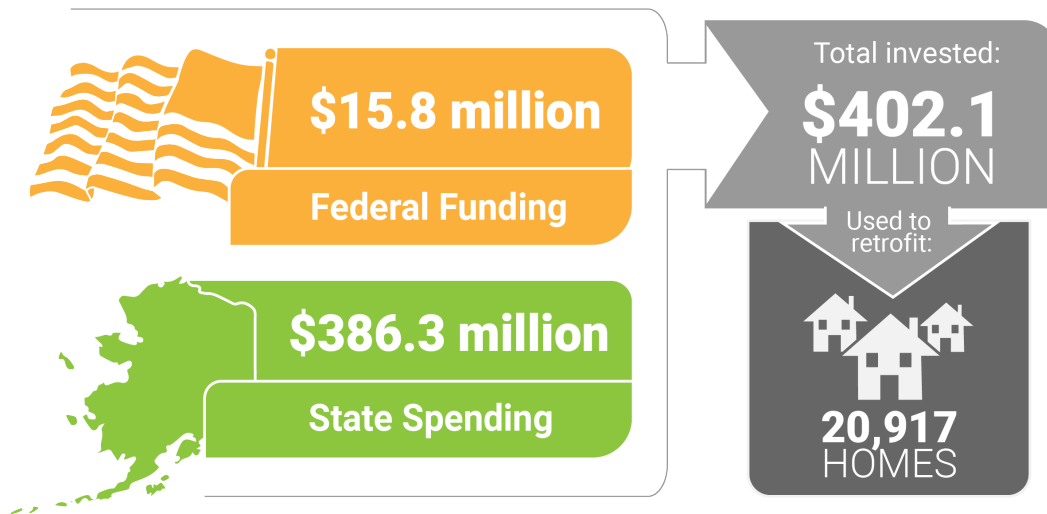 $15.8 million
Federal Funding
$386.3 million
State Spending
Total invested:
$402.1
MILLION
Used to
retrofit:
20,917
HOMES